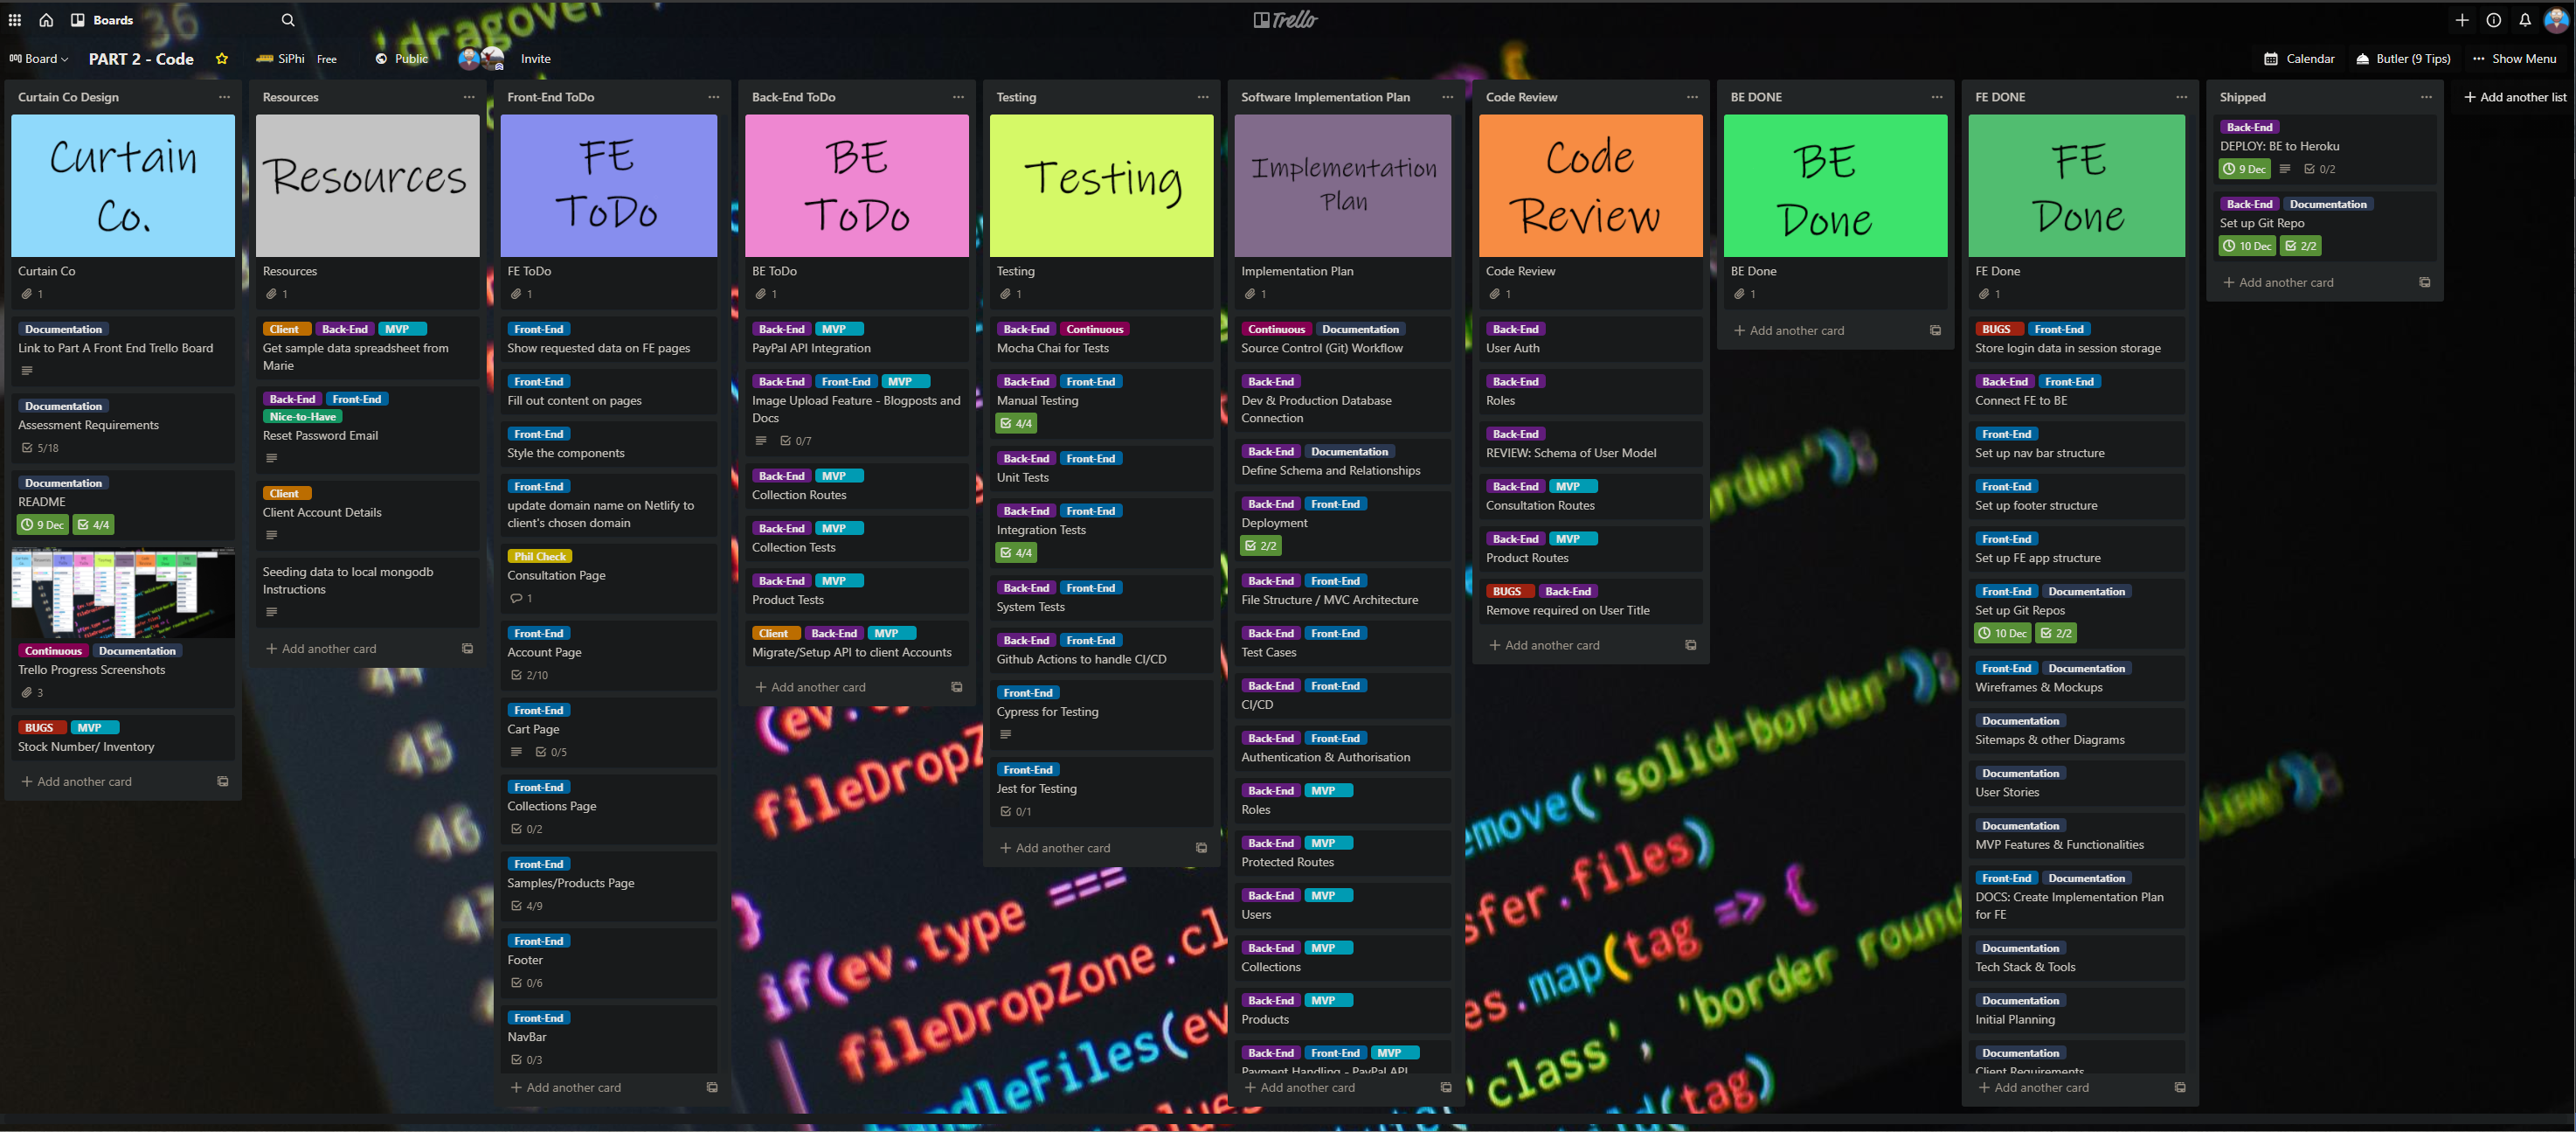 Boards
Trello
Board
PART 2 - Code
SiPhi Free
Public
Invite
Calendar
Butler (9 Tips)
Show Menu
Curtain Co Design
Curtain
Co.
Curtain Co
1
Documentation
Link to Part A Front End Trello Board
Documentation
Assessment Requirements
5/18
Documentation
README
9 Dec 4/4
Continuous Documentation
Trello Progress Screenshots
3
BUGS MVP
Stock Number/ Inventory
+ Add another card
Resources
Resources
Resources
1
Client Back-End MVP
Get sample data spreadsheet from
Marie
Back-End Front-End
Nice-to-Have
Reset Password Email
Client
Client Account Details
Seeding data to local mongodb
Instructions
+ Add another card
Front-End ToDo
FE
ToDo
FE ToDo
1
Front-End
Show requested data on FE pages
Front-End
Fill out content on pages
Front-End
Style the components
Front-End
update domain name on Netlify to
client's chosen domain
Phil Check
Consultation Page
1
Front-End
Account Page
2/10
Front-End
Cart Page
0/5
Front-End
Collections Page
0/2
Front-End
Samples/Products Page
4/9
Front-End
Footer
0/6
Front-End
NavBar
0/3
+ Add another card
Back-End ToDo
BE
ToDo
BE ToDo
1
Back-End MVP
PayPal API Integration
Back-End Front-End MVP
Image Upload Feature - Blogposts and
Docs
0/7
Back-End MVP
Collection Routes
Back-End MVP
Collection Tests
Back-End MVP
Product Tests
Client Back-End MVP
Migrate/Setup API to client Accounts
+ Add another card
Testing
Testing
Testing
1
Back-End Continuous
Mocha Chai for Tests
Back-End Front-End
Manual Testing
4/4
Back-End Front-End
Unit Tests
Back-End Front-End
Integration Tests
4/4
Back-End Front-End
System Tests
Back-End Front-End
Github Actions to handle CI/CD
Front-End
Cypress for Testing
Front-End
Jest for Testing
0/1
+ Add another card
Software Implementation Plan
Implementation
Plan
Implementation Plan
1
Continuous Documentation
Source Control (Git) Workflow
Back-End
Dev & Production Database
Connection
Back-End Documentation
Define Schema and Relationships
Back-End Front-End
Deployment
2/2
Back-End Front-End
File Structure / MVC Architecture
Back-End Front-End
Test Cases
Back-End Front-End
CI/CD
Back-End Front-End
Authentication & Authorisation
Back-End MVP
Roles
Back-End MVP
Protected Routes
Back-End MVP
Users
Back-End MVP
Collections
Back-End MVP
Products
Back-End Front-End MVP
Payment Handling - PayPal API
+ Add another card
Code Review
Code
Review
Code Review
1
Back-End
User Auth
Back-End
Roles
Back-End
REVIEW: Schema of User Model
Back-End MVP
Consultation Routes
Back-End MVP
Product Routes
BUGS Back-End
Remove required on User Title
+ Add another card
BE DONE
BE
Done
BE Done
1
+ Add another card
FE DONE
FE
Done
FE Done
1
BUGS Front-End
Store login data in session storage
Back-End Front-End
Connect FE to BE
Front-End
Set up nav bar structure
Front-End
Set up footer structure
Front-End
Set up FE app structure
Front-End Documentation
Set up Git Repos
10 Dec 2/2
Front-End Documentation
Wireframes & Mockups
Documentation
Sitemaps & other Diagrams
Documentation
User Stories
Documentation
MVP Features & Functionalities
Front-End Documentation
DOCS: Create Implementation Plan
for FE
Documentation
Tech Stack & Tools
Documentation
Initial Planning
Documentation
Client Requirements
+ Add another card
Shipped
Back-End
DEPLOY: BE to Heroku
9 Dec 0/2
Back-End Documentation
Set up Git Repo
10 Dec 2/2
+ Add another card
+ Add another list
36
'dragover'
44
45
46
47
(ev.
fileDropZ
}
if(ev.type ===
fileDropZone.cl
handleFiles(ev
border');
emove('solid-border');
sfer.files)
es.map(tag => {
'class', 'border round
(tag)